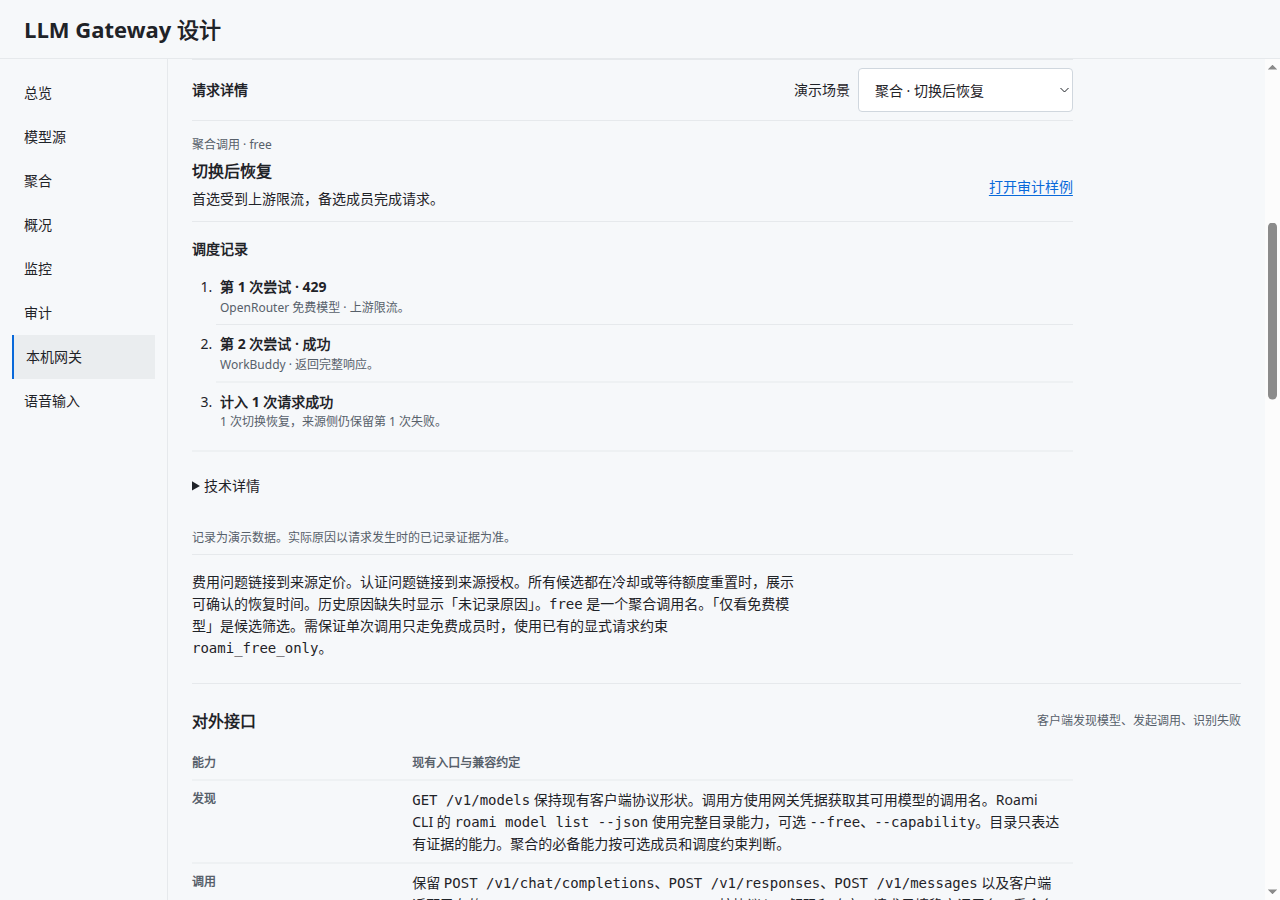 LLM Gateway 设计
总览
模型源
聚合
概况
监控
审计
本机网关
语音输入
请求详情
演示场景
聚合 · 切换后恢复
聚合调用 · free
切换后恢复
首选受到上游限流，备选成员完成请求。
打开审计样例
调度记录
1. 第 1 次尝试 · 429
OpenRouter 免费模型 · 上游限流。
2. 第 2 次尝试 · 成功
WorkBuddy · 返回完整响应。
3. 计入 1 次请求成功
1 次切换恢复，来源侧仍保留第 1 次失败。
技术详情
记录为演示数据。实际原因以请求发生时的已记录证据为准。
费用问题链接到来源定价。认证问题链接到来源授权。所有候选都在冷却或等待额度重置时，展示
可确认的恢复时间。历史原因缺失时显示「未记录原因」。free 是一个聚合调用名。「仅看免费模
型」是候选筛选。需保证单次调用只走免费成员时，使用已有的显式请求约束
roami_free_only。
对外接口
客户端发现模型、发起调用、识别失败
能力
现有入口与兼容约定
发现
GET /v1/models 保持现有客户端协议形状。调用方使用网关凭据获取其可用模型的调用名。Roami
CLI 的 roami model list --json 使用完整目录能力，可选 --free、--capability。目录只表达
有证据的能力。聚合的必备能力按可选成员和调度约束判断。
调用
保留 POST /v1/chat/completions、POST /v1/responses、POST /v1/messages 以及客户端